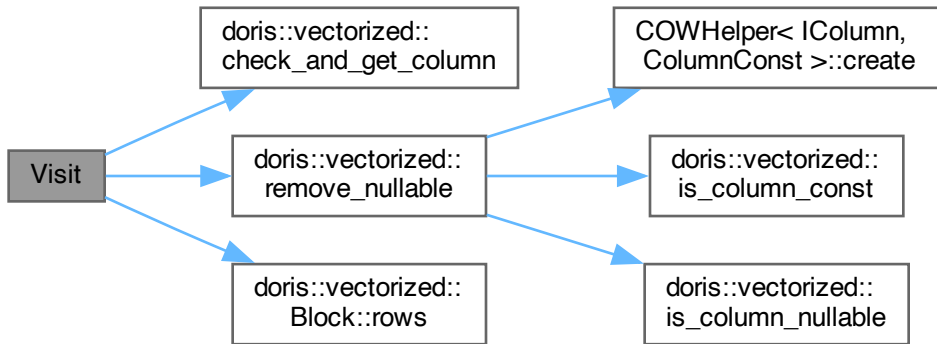 Visit
doris::vectorized::
check_and_get_column
doris::vectorized::
remove_nullable
doris::vectorized::
Block::rows
COWHelper< IColumn,
ColumnConst >::create
doris::vectorized::
is_column_const
doris::vectorized::
is_column_nullable